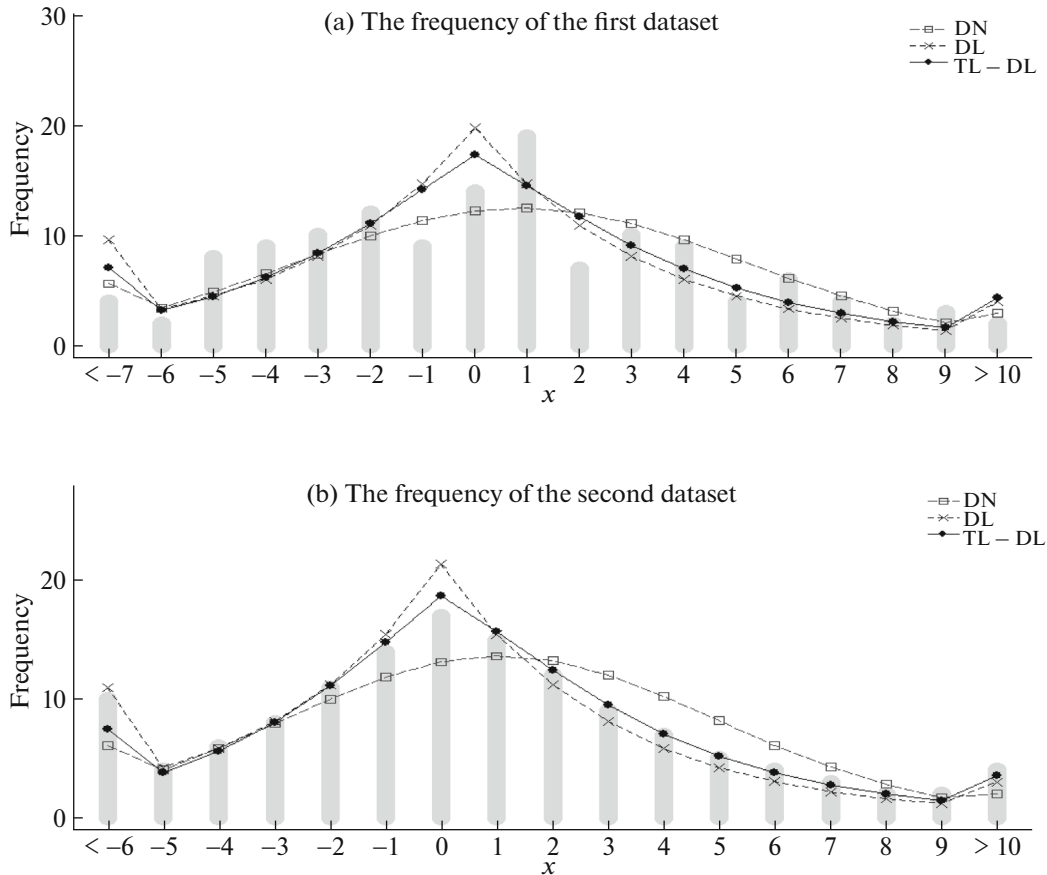 (a) The frequency of the first dataset
30
20
10
0
Frequency
DN
DL
TL – DL
< –7 –6 –5 –4 –3 –2 –1 0 1 2 3 4 5 6 7 8 9 > 10
x
(b) The frequency of the second dataset
20
10
0
Frequency
DN
DL
TL – DL
< –6 –5 –4 –3 –2 –1 0 1 2 3 4 5 6 7 8 9 > 10
x